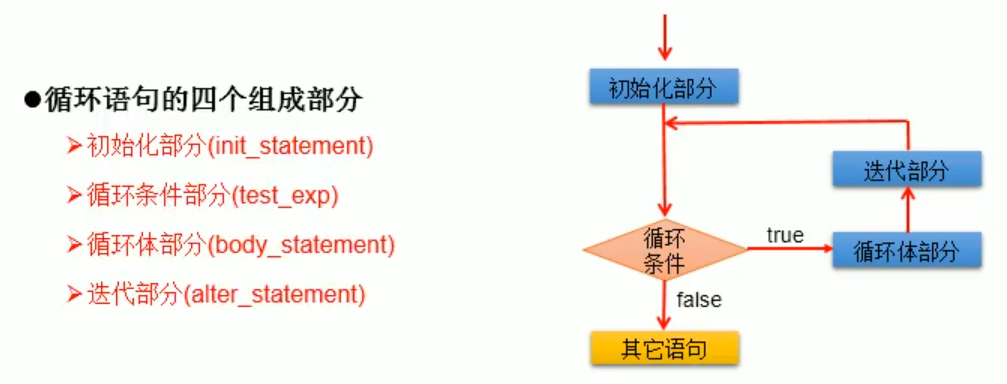 ●循环语句的四个组成部分
➢初始化部分(init_statement)
➢循环条件部分(test_exp)
➢循环体部分(body_statement)
➢迭代部分(alter_statement)
初始化部分
迭代部分
循环
条件
true
循环体部分
false
其它语句